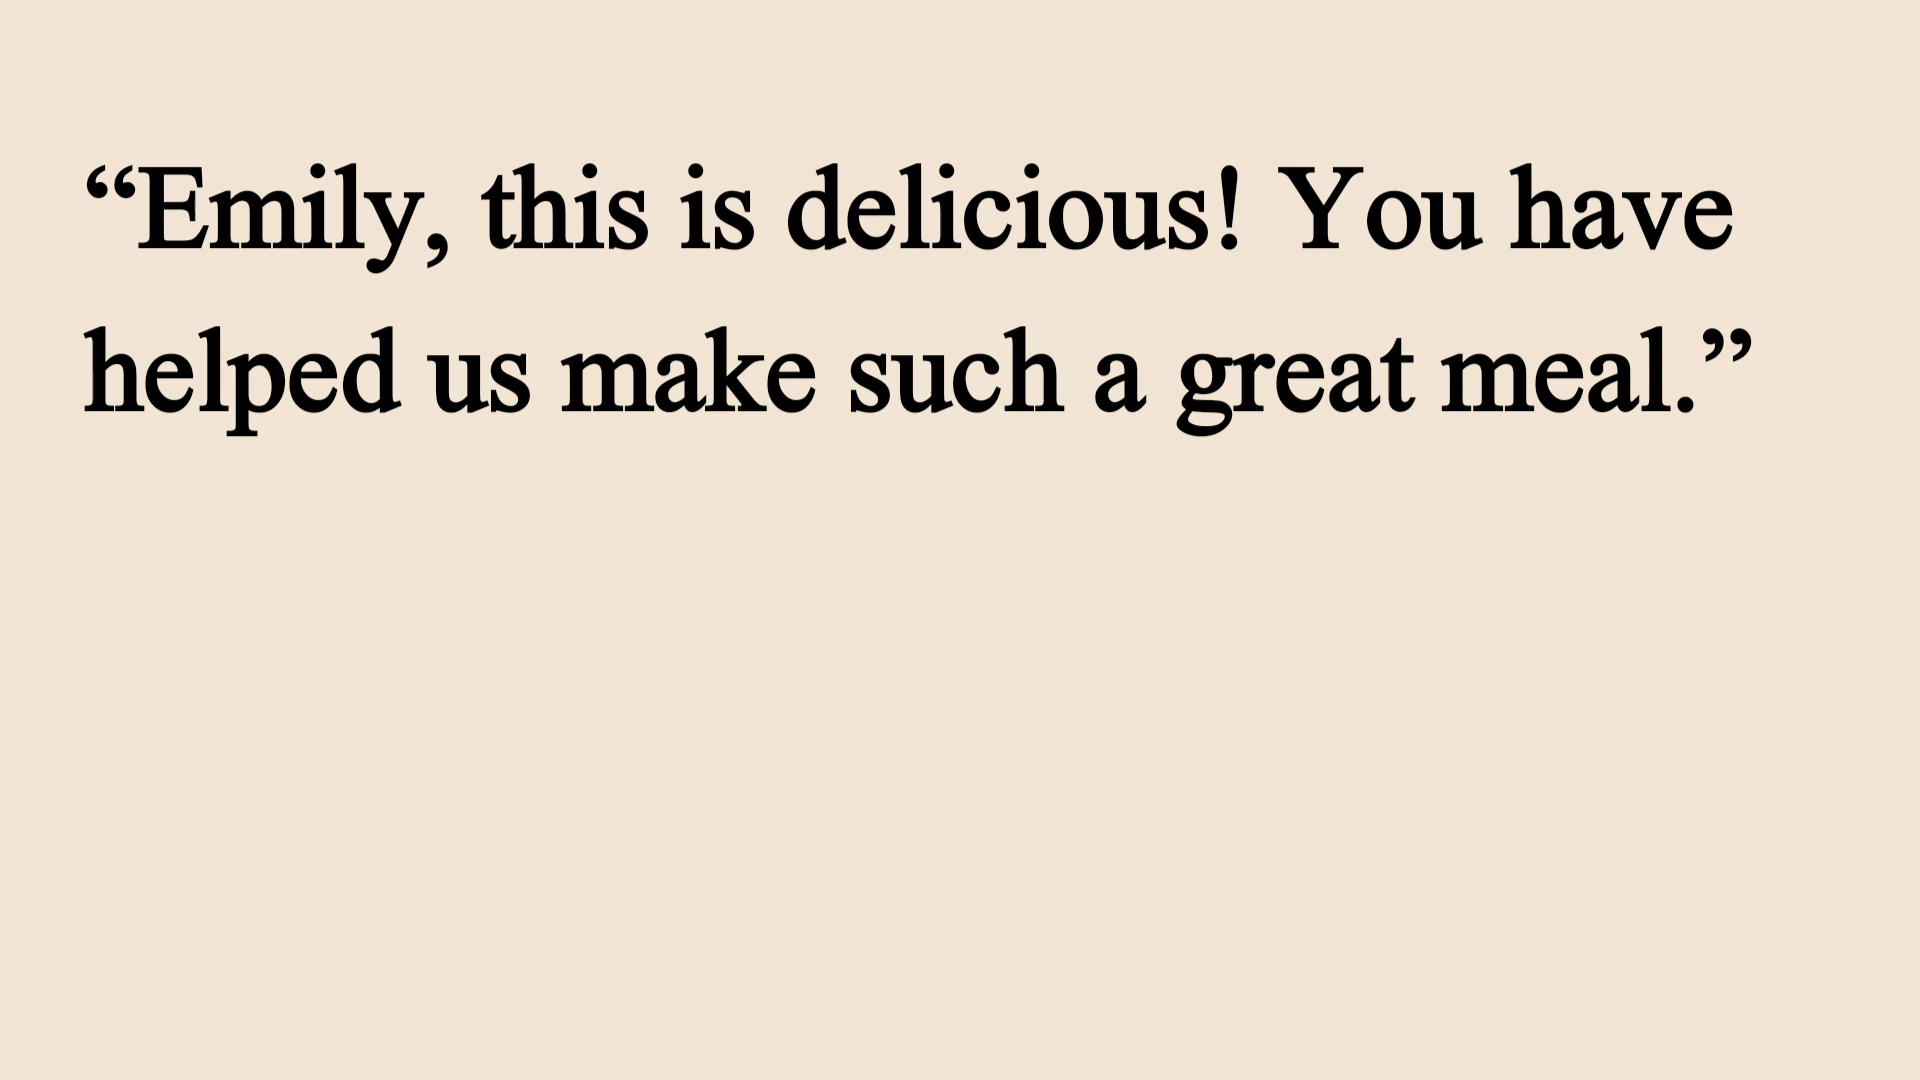 “Emily, this is delicious! You have
helped us make such a great meal.”